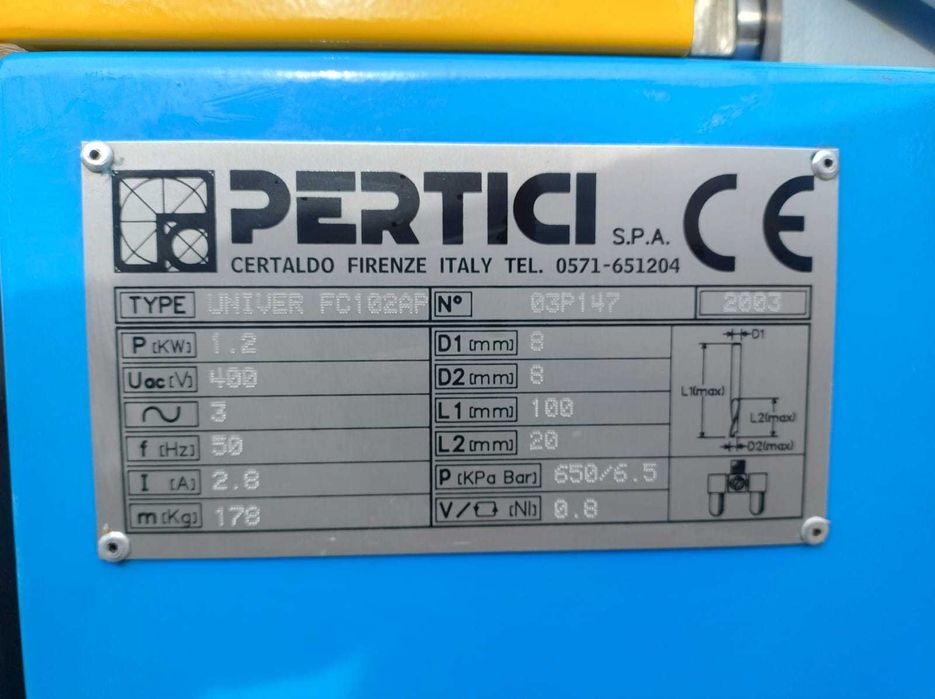 PERTICI S.P.A. CE
CERTALDO FIRENZE ITALY TEL. 0571-651204
TYPE UNIVER FC102AP N° 03P147 2003
P [KW] 1.2 D1 [mm] 8
Uac [V] 400 D2 [mm] 8
~ 3 L1 [mm] 100
f [Hz] 50 L2 [mm] 20
I [A] 2.8 P [KPa Bar] 650/6.5
m [Kg] 178 V/ [Nl] 0.8
D1
L1(max)
L2(max)
D2(max)